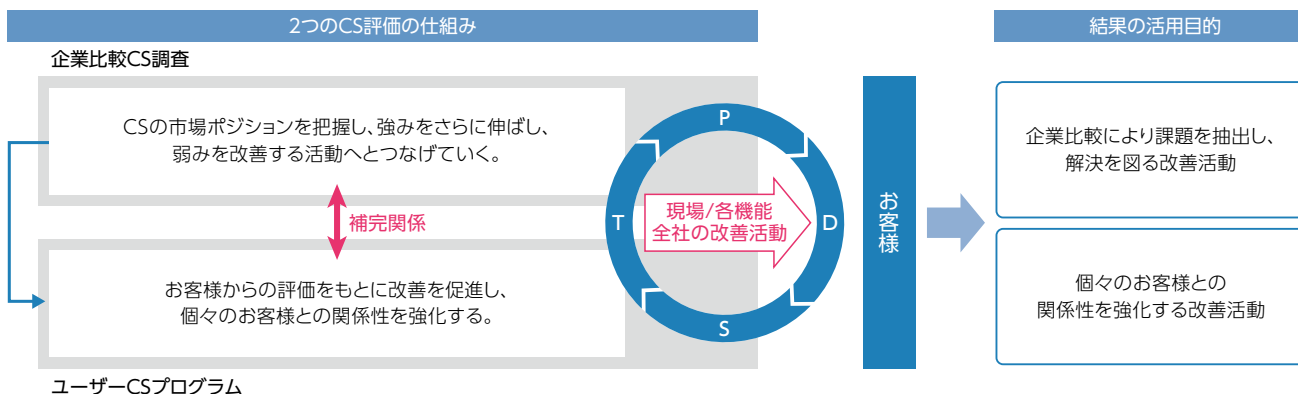 2つのCS評価の仕組み
結果の活用目的
企業比較CS調査
CSの市場ポジションを把握し、強みをさらに伸ばし、
弱みを改善する活動へとつなげていく。
補完関係
お客様からの評価をもとに改善を促進し、
個々のお客様との関係性を強化する。
ユーザーCSプログラム
P
D
S
T
現場/各機能
全社の改善活動
お客様
企業比較により課題を抽出し、
解決を図る改善活動
個々のお客様との
関係性を強化する改善活動